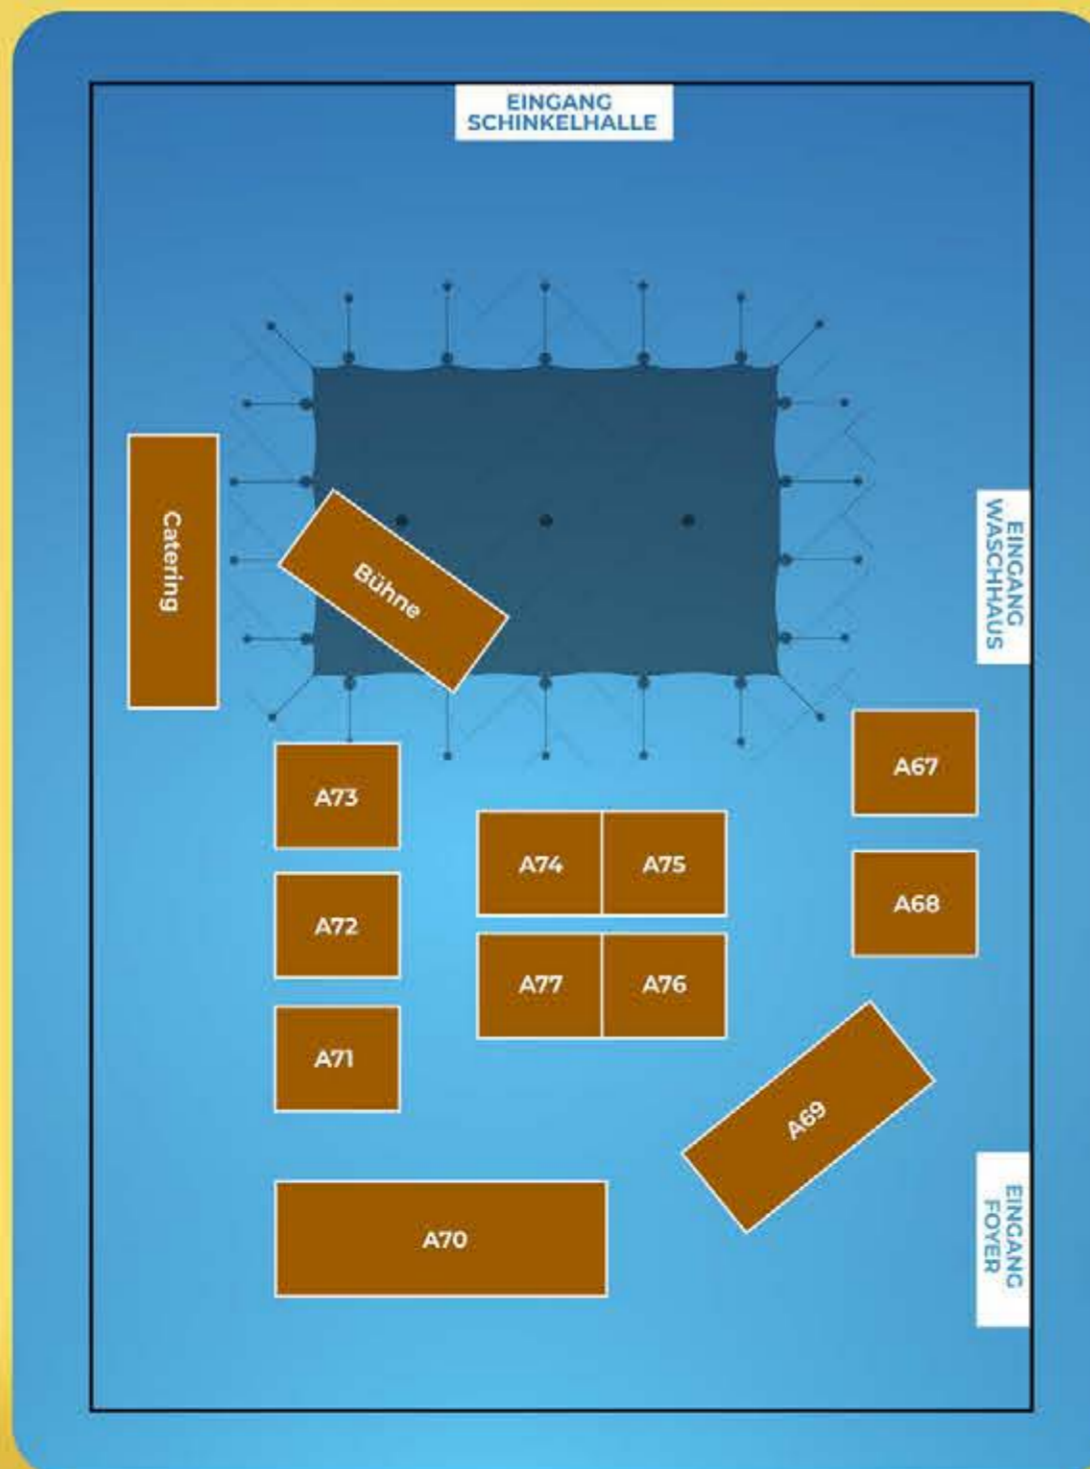 EINGANG
SCHINKELHALLE
EINGANG
WASCHHAUS
Catering
Bühne
A67
A73
A74
A75
A68
A72
A77
A76
A71
A69
EINGANG
FOYER
A70